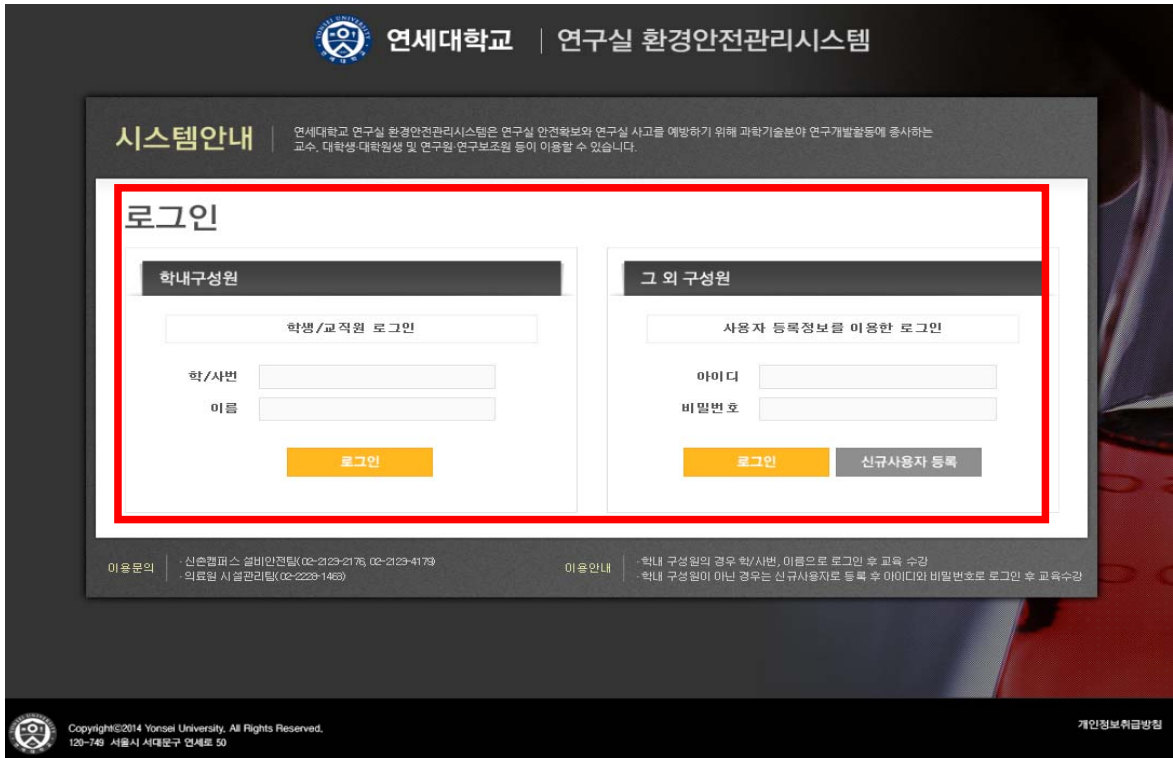 연세대학교 | 연구실 환경안전관리시스템
시스템안내
연세대학교 연구실 환경안전관리시스템은 연구실 안전확보와 연구실 사고를 예방하기 위해 과학기술분야 연구개발활동에 종사하는
교수, 대학생·대학원생 및 연구원·연구보조원 등이 이용할 수 있습니다.
로그인
학내구성원
학생/교직원 로그인
학/사번
이름
로그인
그 외 구성원
사용자 등록정보를 이용한 로그인
아이디
비밀번호
로그인 신규사용자 등록
이용문의
· 신촌캠퍼스 설비안전팀(02-2123-2176, 02-2123-4179)
· 의료원 시설관리팀(02-2228-1463)
이용안내
· 학내 구성원의 경우 학/사번, 이름으로 로그인 후 교육 수강
· 학내 구성원이 아닌 경우는 신규사용자로 등록 후 아이디와 비밀번호로 로그인 후 교육수강
Copyright©2014 Yonsei University, All Rights Reserved.
120-749 서울시 서대문구 연세로 50
개인정보취급방침